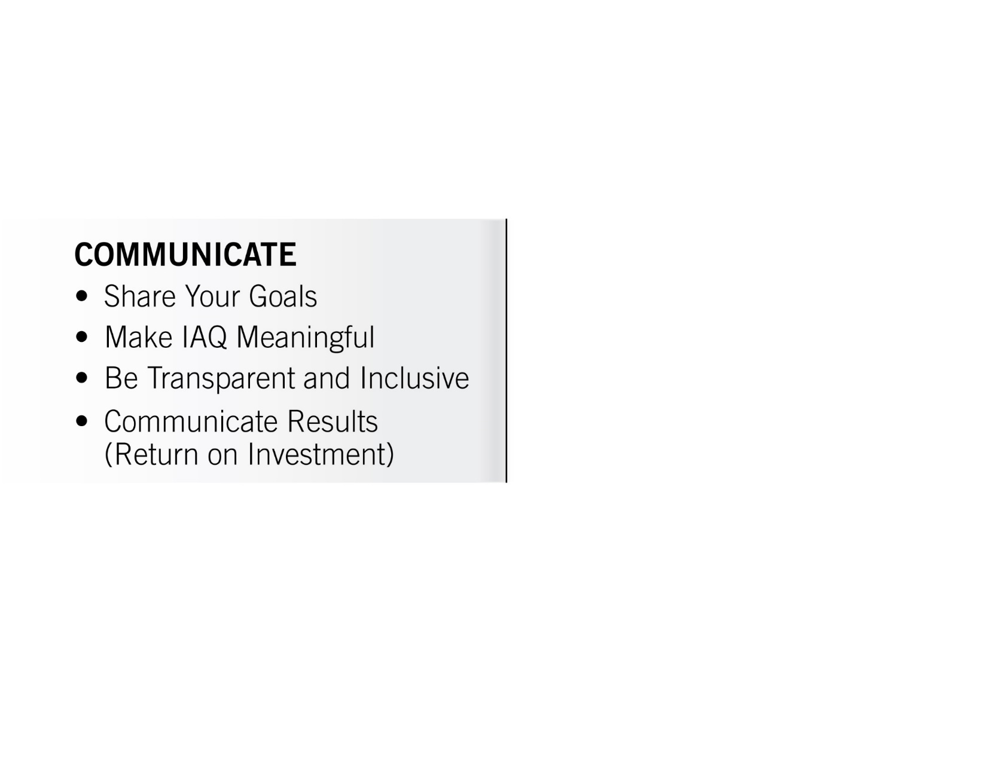 COMMUNICATE
• Share Your Goals
• Make IAQ Meaningful
• Be Transparent and Inclusive
• Communicate Results
(Return on Investment)